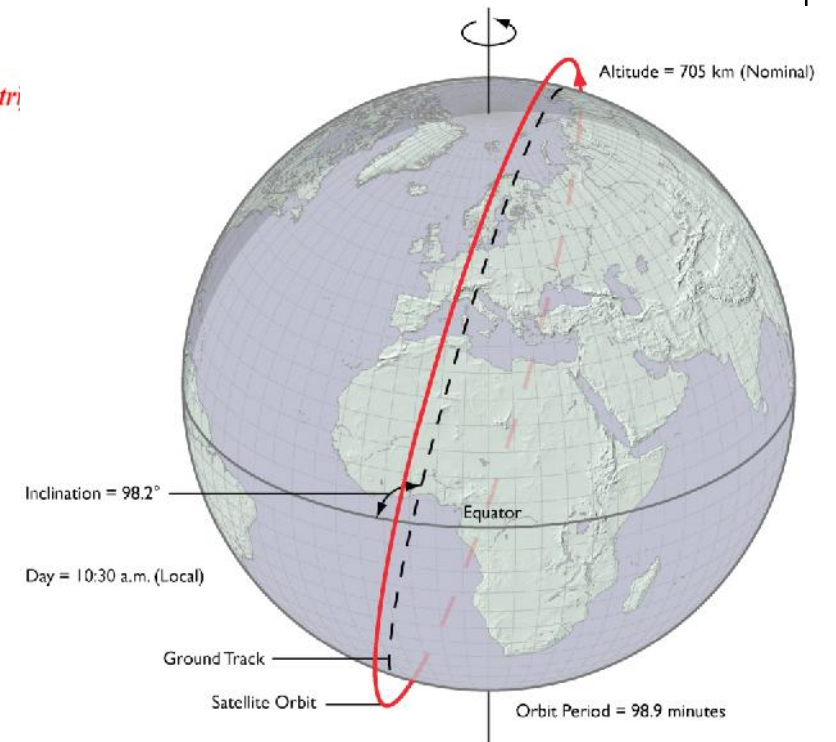 Altitude = 705 km (Nominal)
Inclination = 98.2°
Equator
Day = 10:30 a.m. (Local)
Ground Track
Satellite Orbit
Orbit Period = 98.9 minutes